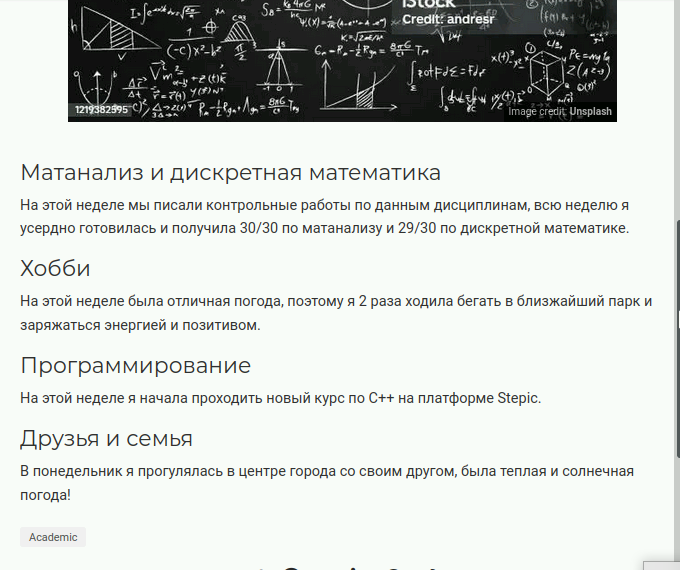 iStock
Credit: andresr
1219382595
Image credit: Unsplash
Матанализ и дискретная математика
На этой неделе мы писали контрольные работы по данным дисциплинам, всю неделю я
усердно готовилась и получила 30/30 по матанализу и 29/30 по дискретной математике.
Хобби
На этой неделе была отличная погода, поэтому я 2 раза ходила бегать в близжайший парк и
заряжаться энергией и позитивом.
Программирование
На этой неделе я начала проходить новый курс по C++ на платформе Stepic.
Друзья и семья
В понедельник я прогулялась в центре города со своим другом, была теплая и солнечная
погода!
Academic